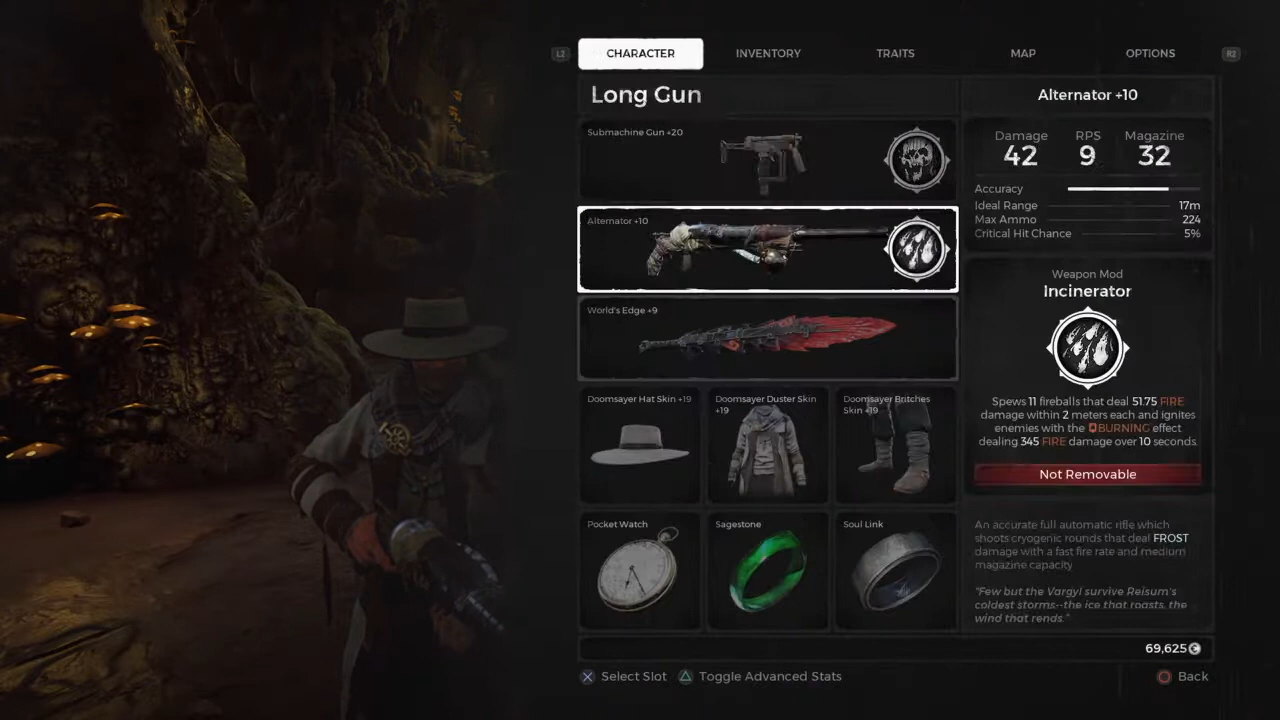 L2
CHARACTER
INVENTORY
TRAITS
MAP
OPTIONS
R2
Long Gun
Alternator +10
Submachine Gun +20
Damage
RPS
Magazine
42
9
32
Accuracy
Ideal Range 17m
Max Ammo 224
Critical Hit Chance 5%
Alternator +10
Weapon Mod
Incinerator
World's Edge +9
Spews 11 fireballs that deal 51.75 FIRE
damage within 2 meters each and ignites
enemies with the BURNING effect
dealing 345 FIRE damage over 10 seconds.
Not Removable
Doomsayer Hat Skin +19
Doomsayer Duster Skin
+19
Doomsayer Britches
Skin +19
Pocket Watch
Sagestone
Soul Link
An accurate full automatic rifle which
shoots cryogenic rounds that deal FROST
damage with a fast fire rate and medium
magazine capacity
"Few but the Vargyl survive Reisum's
coldest storms--the ice that roasts, the
wind that rends."
69,625
Select Slot
Toggle Advanced Stats
Back